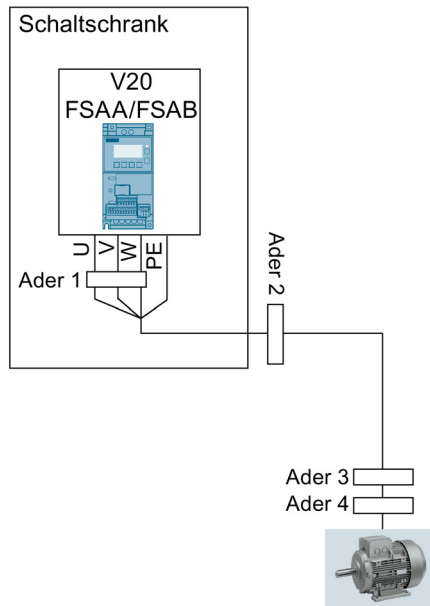 Schaltschrank
V20
FSAA/FSAB
U
V
W
PE
Ader 1
Ader 2
Ader 3
Ader 4